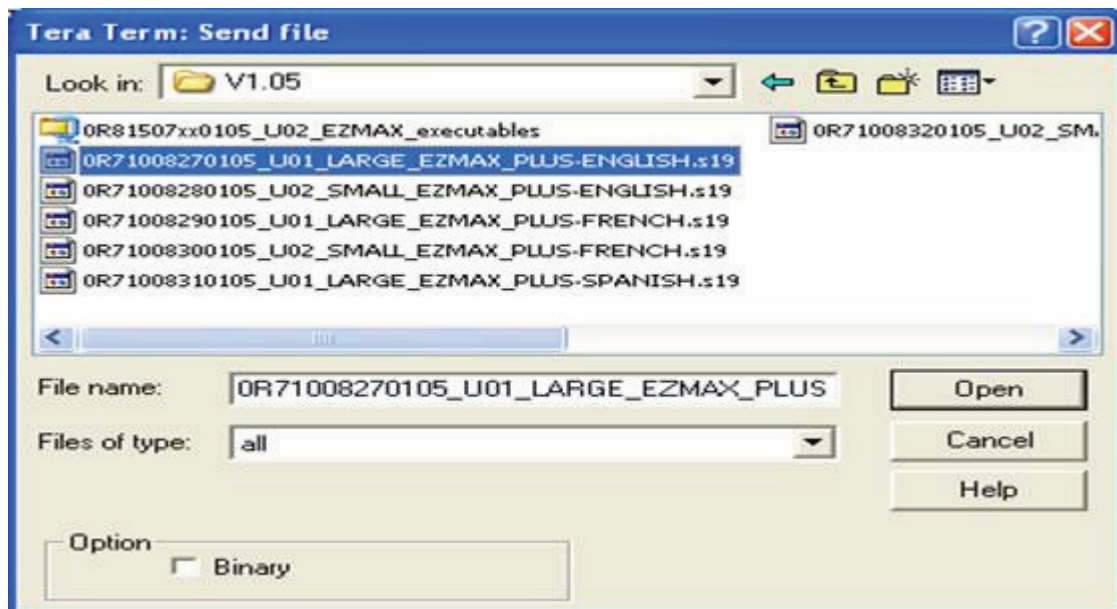 Tera Term: Send file
Look in: V1.05
0R81507xx0105_U02_EZMAX_executables
0R71008270105_U01_LARGE_EZMAX_PLUS-ENGLISH.s19
0R71008280105_U02_SMALL_EZMAX_PLUS-ENGLISH.s19
0R71008290105_U01_LARGE_EZMAX_PLUS-FRENCH.s19
0R71008300105_U02_SMALL_EZMAX_PLUS-FRENCH.s19
0R71008310105_U01_LARGE_EZMAX_PLUS-SPANISH.s19
0R71008320105_U02_SM
File name: 0R71008270105_U01_LARGE_EZMAX_PLUS
Open
Files of type: all
Cancel
Help
Option
Binary